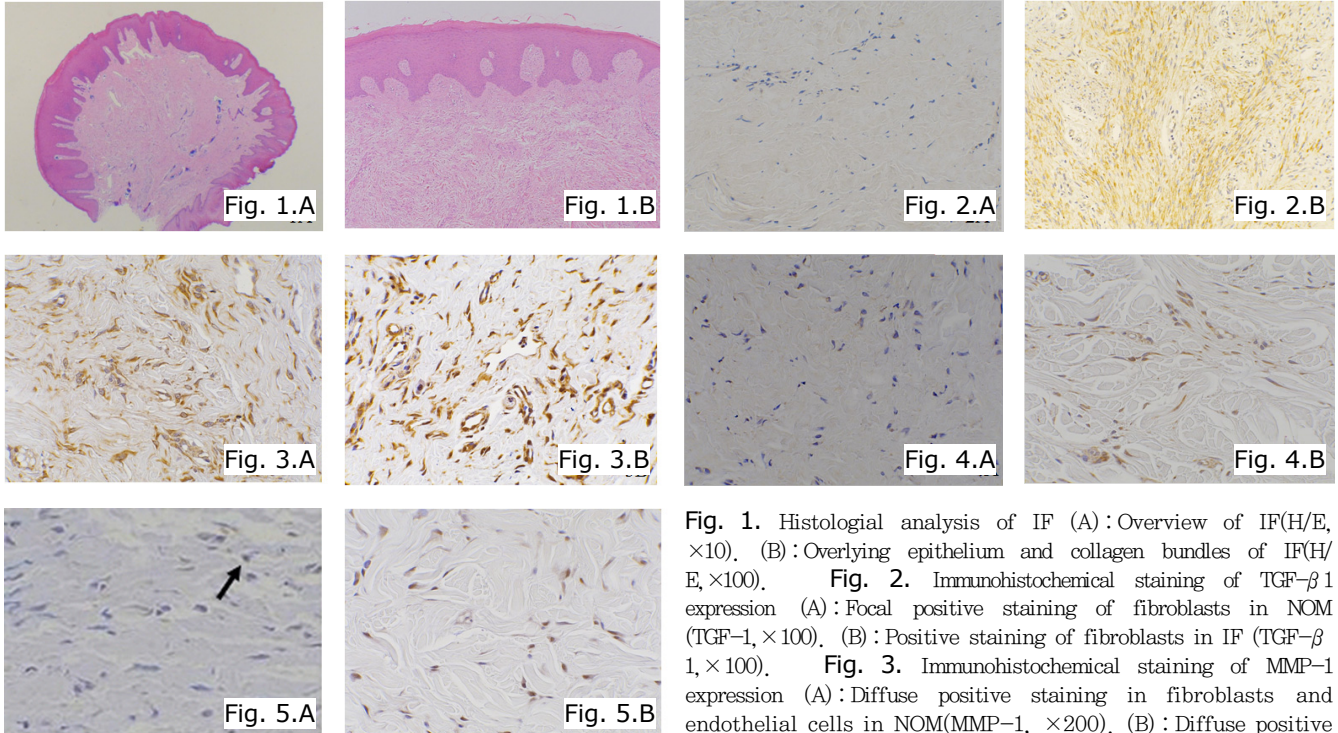 Fig. 1.A
Fig. 1.B
Fig. 2.A
Fig. 2.B
Fig. 3.A
Fig. 3.B
Fig. 4.A
Fig. 4.B
Fig. 5.A
Fig. 5.B
Fig. 1. Histologial analysis of IF (A) : Overview of IF(H/E,
×10). (B) : Overlying epithelium and collagen bundles of IF(H/
E, ×100). Fig. 2. Immunohistochemical staining of TGF-β1
expression (A) : Focal positive staining of fibroblasts in NOM
(TGF-1, ×100). (B) : Positive staining of fibroblasts in IF (TGF-β
1, ×100). Fig. 3. Immunohistochemical staining of MMP-1
expression (A) : Diffuse positive staining in fibroblasts and
endothelial cells in NOM(MMP-1, ×200). (B) : Diffuse positive